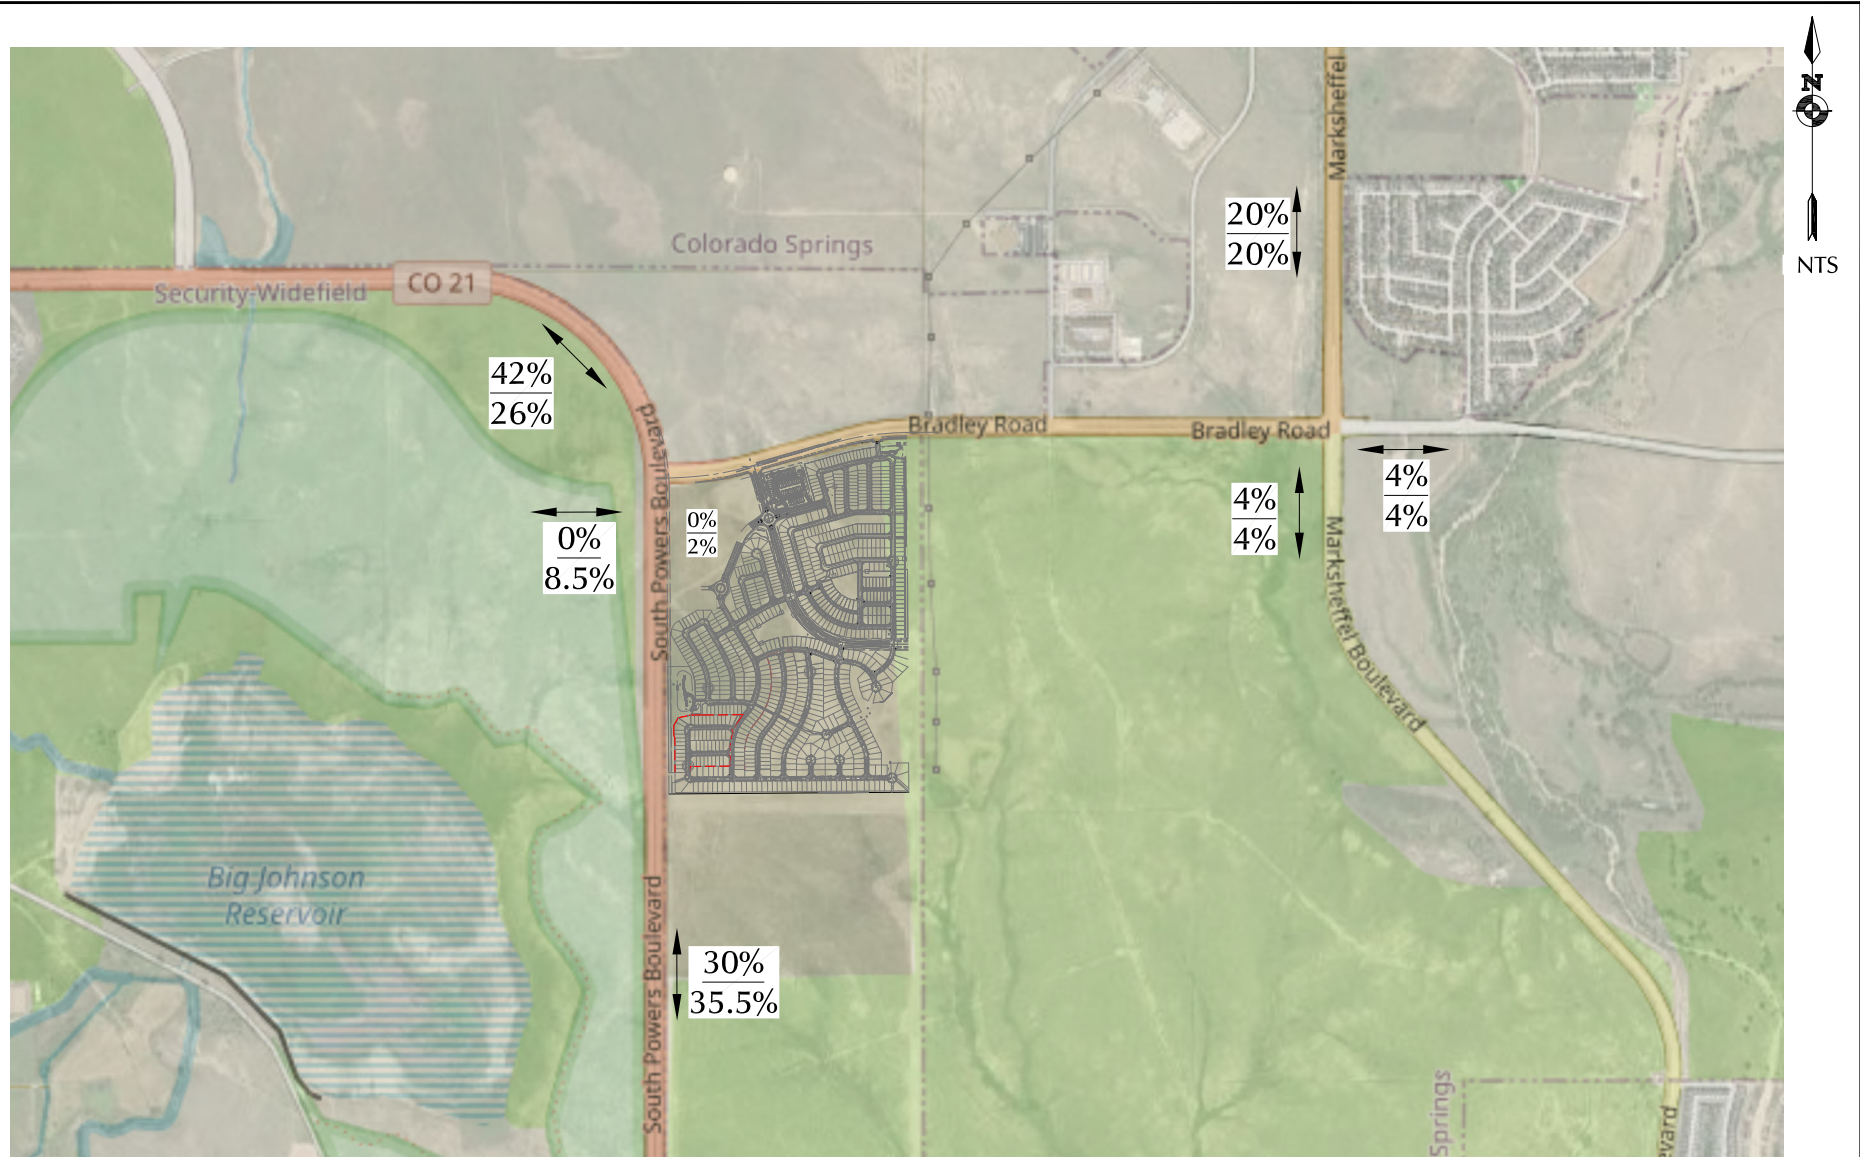 Marksheffel
N
20%
20%
NTS
Colorado Springs
CO 21
Security-Widefield
42%
26%
Bradley Road
Bradley Road
South Powers Boulevard
4%
4%
4%
4%
0%
2%
0%
8.5%
Marksheffel Boulevard
Big Johnson
Reservoir
South Powers Boulevard
30%
35.5%
Springs
evard